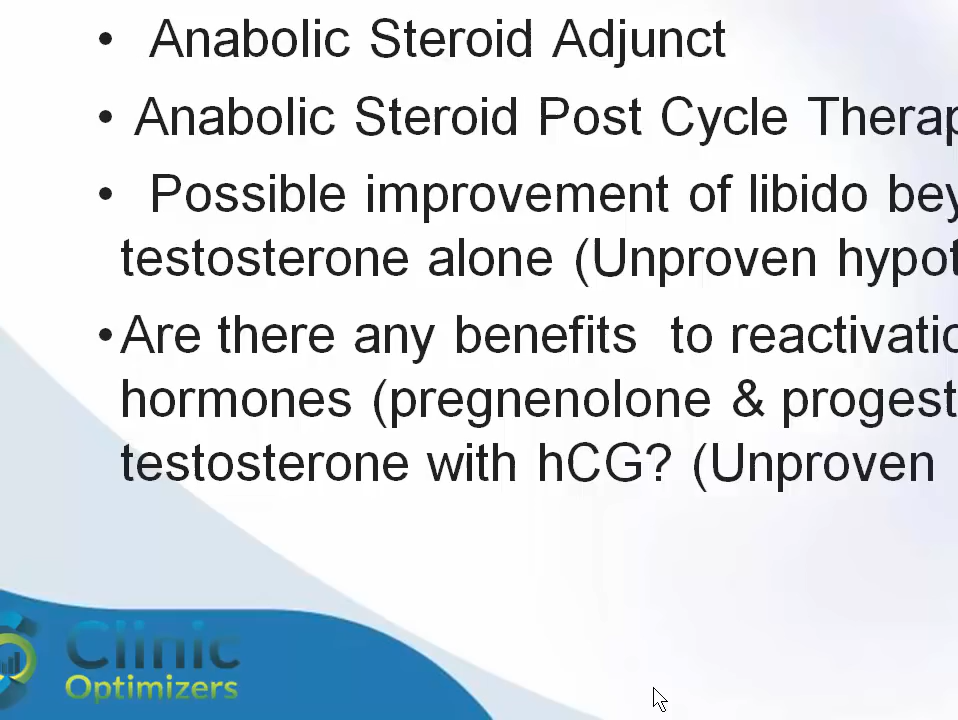 • Anabolic Steroid Adjunct
• Anabolic Steroid Post Cycle Therap
• Possible improvement of libido bey
testosterone alone (Unproven hypot
• Are there any benefits to reactivatio
hormones (pregnenolone & progest
testosterone with hCG? (Unproven
Clinic
Optimizers